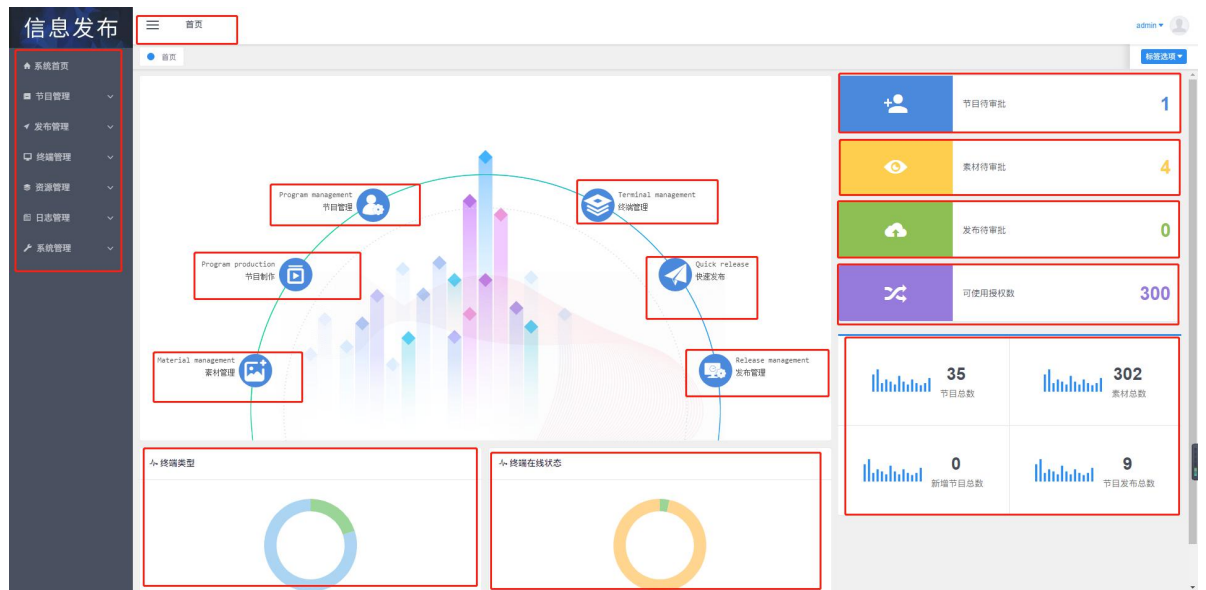 信息发布
首页
admin
系统首页
节目管理
发布管理
终端管理
资源管理
日志管理
系统管理
首页
标签选项
Program management
节目管理
Terminal management
终端管理
Program production
节目制作
Quick release
快速发布
Material management
素材管理
Release management
发布管理
节目待审批
1
素材待审批
4
发布待审批
0
可使用授权数
300
35
节目总数
302
素材总数
0
新增节目总数
9
节目发布总数
终端类型
终端在线状态